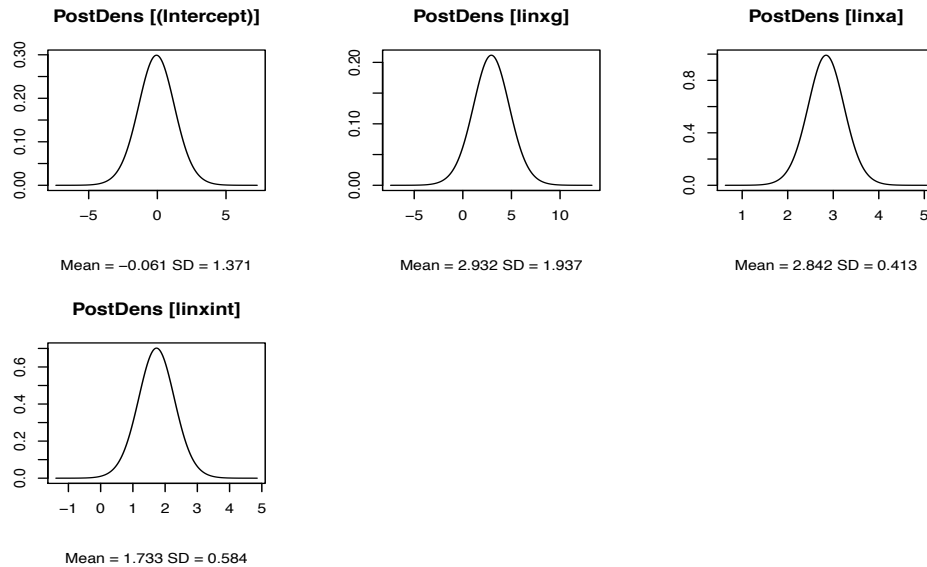 PostDens [(Intercept)]
0.00 0.10 0.20 0.30
−5 0 5
Mean = −0.061 SD = 1.371
PostDens [linxg]
0.00 0.10 0.20
−5 0 5 10
Mean = 2.932 SD = 1.937
PostDens [linxa]
0.0 0.4 0.8
1 2 3 4 5
Mean = 2.842 SD = 0.413
PostDens [linxint]
0.0 0.2 0.4 0.6
−1 0 1 2 3 4 5
Mean = 1.733 SD = 0.584